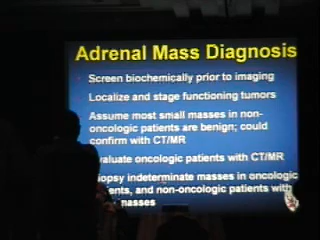 Adrenal Mass Diagnosis
Screen biochemically prior to imaging
Localize and stage functioning tumors
Assume most small masses in non-
oncologic patients are benign; could
confirm with CT/MR
valuate oncologic patients with CT/MR
iopsy indeterminate masses in oncologic
ents, and non-oncologic patients with
masses